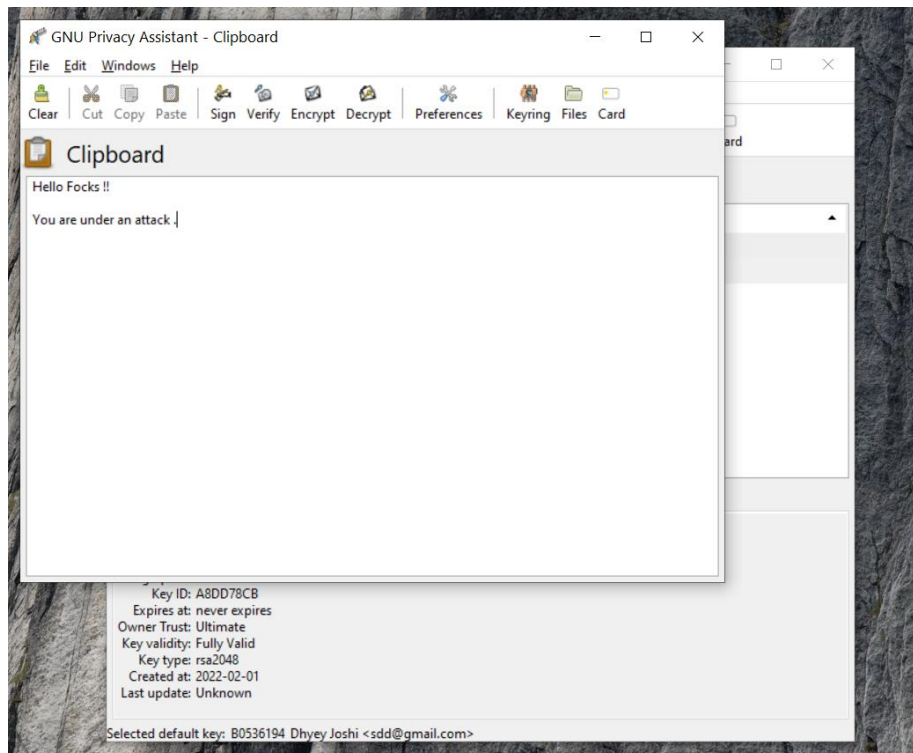 GNU Privacy Assistant - Clipboard
File Edit Windows Help
Clear Cut Copy Paste Sign Verify Encrypt Decrypt Preferences Keyring Files Card
ard
Clipboard
Hello Focks !!
You are under an attack .
Key ID: A8DD78CB
Expires at: never expires
Owner Trust: Ultimate
Key validity: Fully Valid
Key type: rsa2048
Created at: 2022-02-01
Last update: Unknown
Selected default key: B0536194 Dhyey Joshi <sdd@gmail.com>